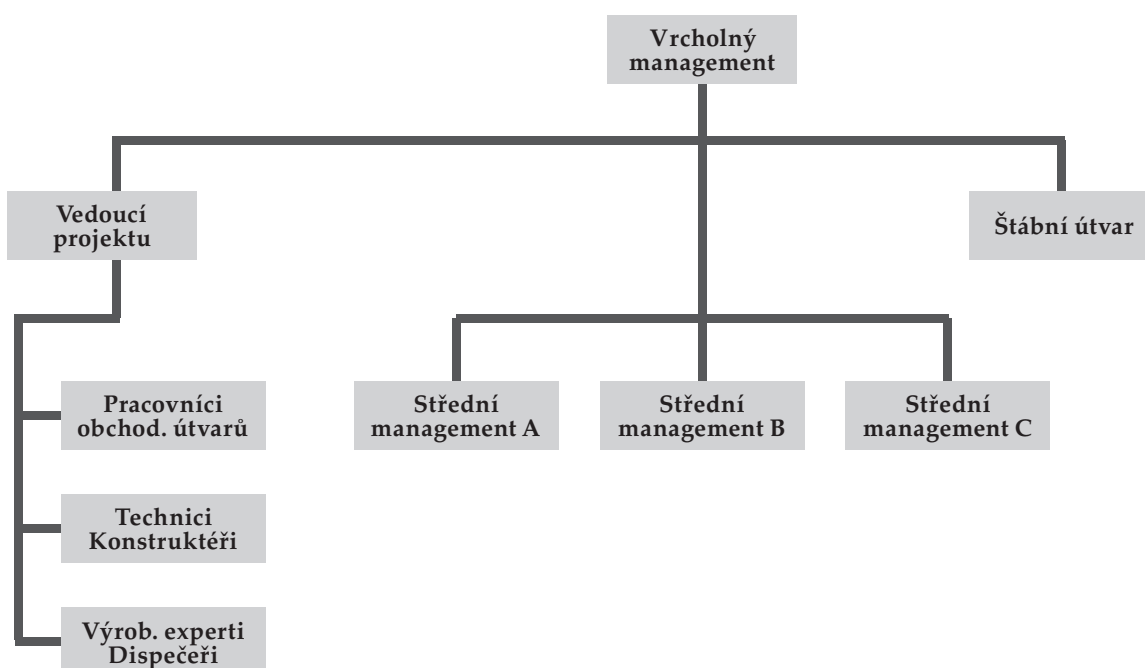 Vrcholný
management
Vedoucí
projektu
Štábní útvar
Pracovníci
obchod. útvarů
Střední
management A
Střední
management B
Střední
management C
Technici
Konstruktéři
Výrob. experti
Dispečeři